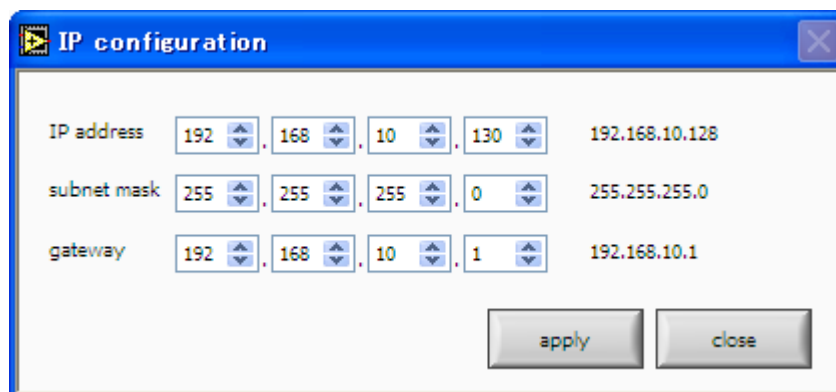 IP configuration
IP address 192 . 168 . 10 . 130 192.168.10.128
subnet mask 255 . 255 . 255 . 0 255.255.255.0
gateway 192 . 168 . 10 . 1 192.168.10.1
apply close